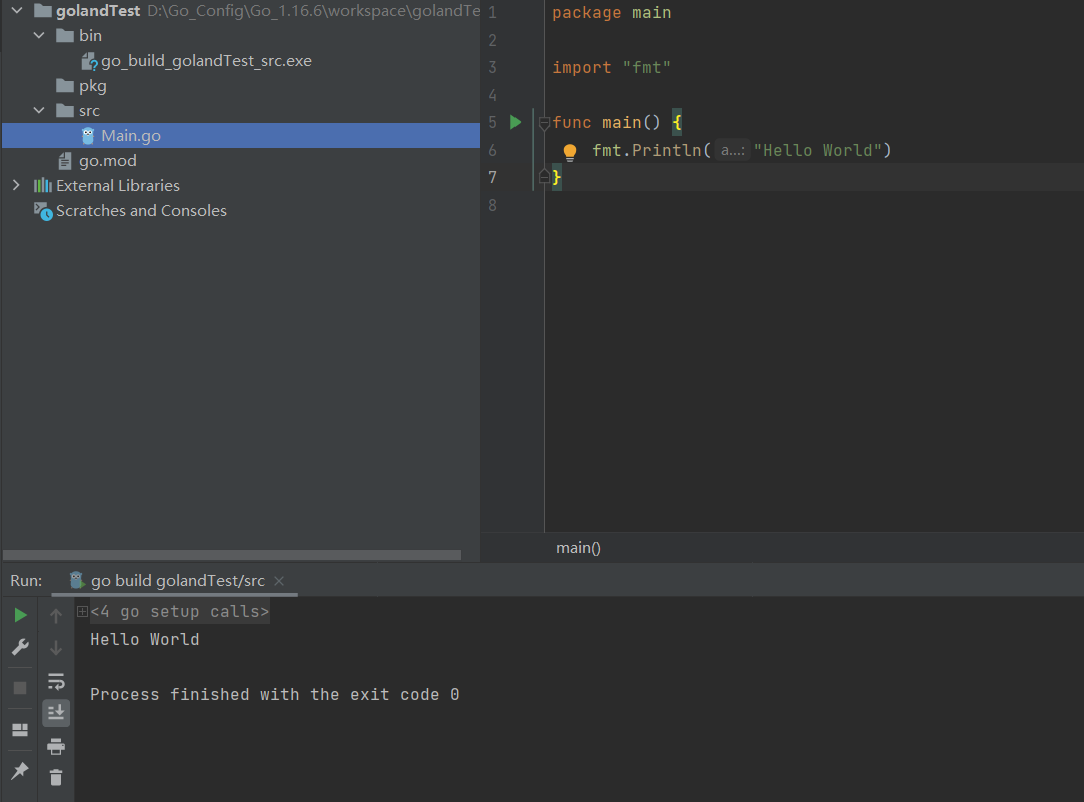 golandTest D:\Go_Config\Go_1.16.6\workspace\golandTe
bin
go_build_golandTest_src.exe
pkg
src
Main.go
go.mod
External Libraries
Scratches and Consoles
1 package main
2
3 import "fmt"
4
5 func main() {
6 fmt.Println( a...: "Hello World")
7 }
8
main()
Run: go build golandTest/src
<4 go setup calls>
Hello World
Process finished with the exit code 0